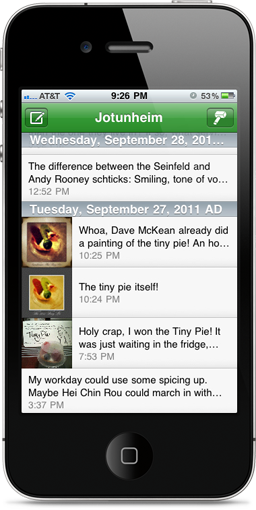 AT&T 9:26 PM 53%
Jotunheim
Wednesday, September 28, 201…
The difference between the Seinfeld and
Andy Rooney schticks: Smiling, tone of vo…
12:52 PM
Tuesday, September 27, 2011 AD
Whoa, Dave McKean already did
a painting of the tiny pie! An ho…
10:25 PM
The tiny pie itself!
10:24 PM
Holy crap, I won the Tiny Pie! It
was just waiting in the fridge,…
7:53 PM
My workday could use some spicing up.
Maybe Hei Chin Rou could march in with…
3:37 PM